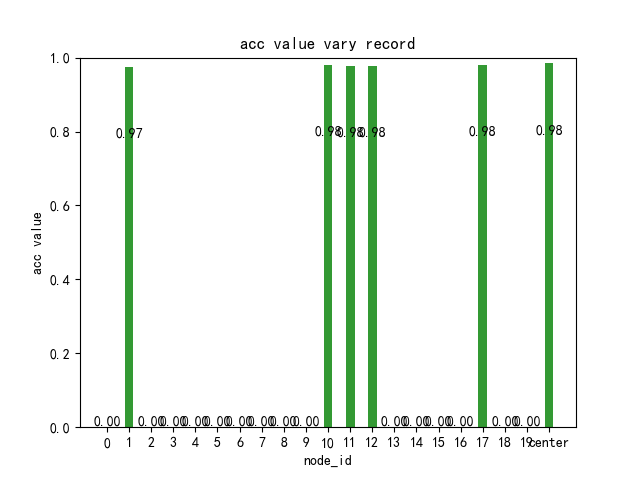 acc value vary record
acc value
1.0
0.8
0.6
0.4
0.2
0.0
0.97 0.98 0.98 0.98 0.98 0.98
0.00 0.00 0.00 0.00 0.00 0.00 0.00 0.00 0.00 0.00 0.00 0.00 0.00 0.00 0.00
0 1 2 3 4 5 6 7 8 9 10 11 12 13 14 15 16 17 18 19 center
node_id